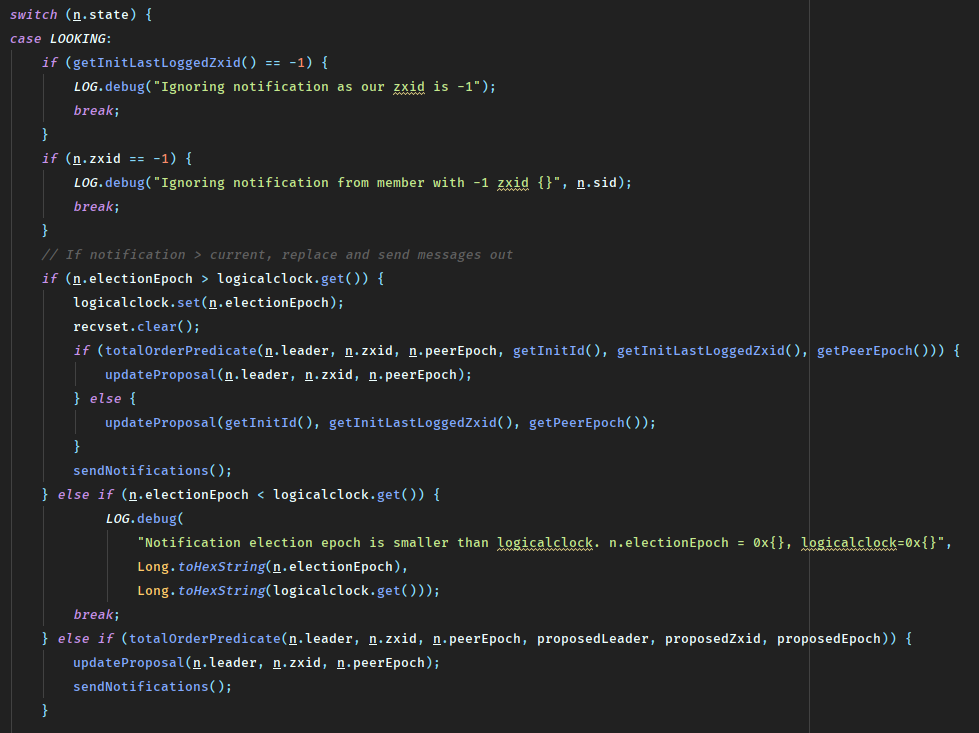 switch (n.state) {
case LOOKING:
    if (getInitLastLoggedZxid() == -1) {
        LOG.debug("Ignoring notification as our zxid is -1");
        break;
    }
    if (n.zxid == -1) {
        LOG.debug("Ignoring notification from member with -1 zxid {}", n.sid);
        break;
    }
    // If notification > current, replace and send messages out
    if (n.electionEpoch > logicalclock.get()) {
        logicalclock.set(n.electionEpoch);
        recvset.clear();
        if (totalOrderPredicate(n.leader, n.zxid, n.peerEpoch, getInitId(), getInitLastLoggedZxid(), getPeerEpoch())) {
            updateProposal(n.leader, n.zxid, n.peerEpoch);
        } else {
            updateProposal(getInitId(), getInitLastLoggedZxid(), getPeerEpoch());
        }
        sendNotifications();
    } else if (n.electionEpoch < logicalclock.get()) {
            LOG.debug(
                "Notification election epoch is smaller than logicalclock. n.electionEpoch = 0x{}, logicalclock=0x{}",
                Long.toHexString(n.electionEpoch),
                Long.toHexString(logicalclock.get()));
        break;
    } else if (totalOrderPredicate(n.leader, n.zxid, n.peerEpoch, proposedLeader, proposedZxid, proposedEpoch)) {
        updateProposal(n.leader, n.zxid, n.peerEpoch);
        sendNotifications();
    }